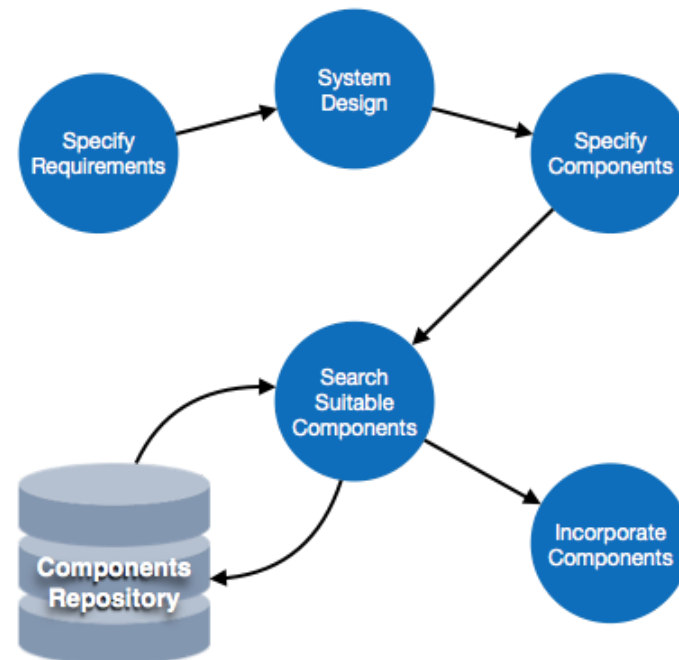 System
Design
Specify
Requirements
Specify
Components
Search
Suitable
Components
Incorporate
Components
Components
Repository